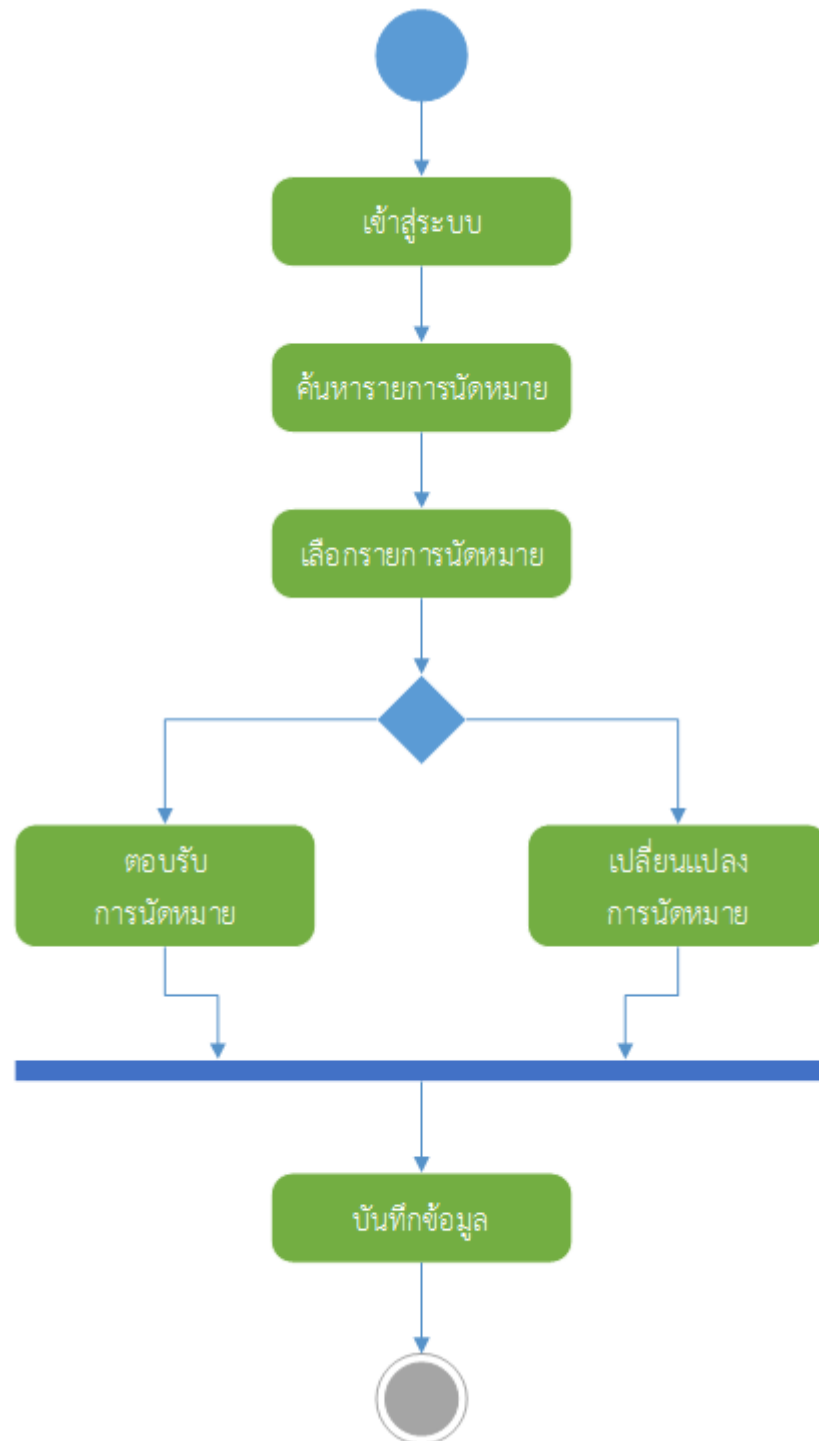 เข้าสู่ระบบ
ค้นหารายการนัดหมาย
เลือกรายการนัดหมาย
ตอบรับ
การนัดหมาย
เปลี่ยนแปลง
การนัดหมาย
บันทึกข้อมูล